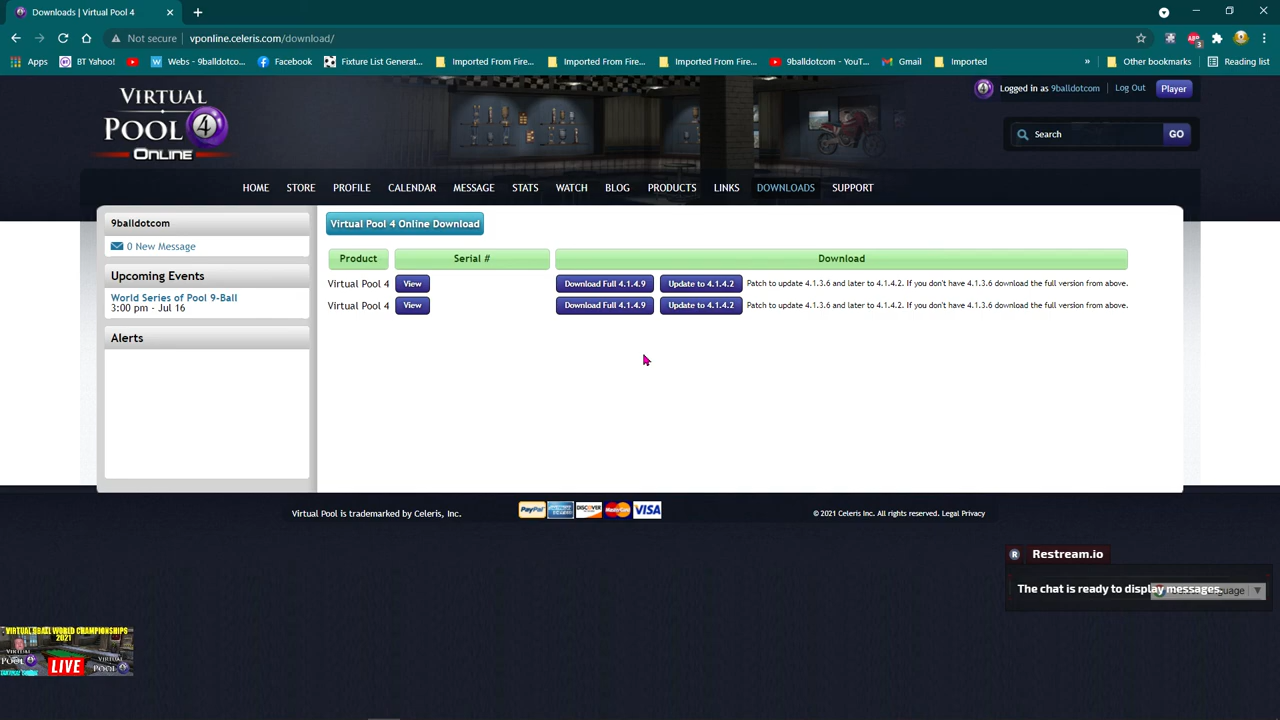 Downloads | Virtual Pool 4
Not secure | vponline.celeris.com/download/
Apps BT Yahoo! Webs - 9balldotco... Facebook Fixture List Generat... Imported From Fire... Imported From Fire... Imported From Fire... 9balldotcom - YouT... Gmail Imported » Other bookmarks Reading list
VIRTUAL
POOL 4
ONLINE
Logged in as 9balldotcom Log Out Player
Search GO
HOME STORE PROFILE CALENDAR MESSAGE STATS WATCH BLOG PRODUCTS LINKS DOWNLOADS SUPPORT
9balldotcom
0 New Message
Upcoming Events
World Series of Pool 9-Ball
3:00 pm - Jul 16
Alerts
Virtual Pool 4 Online Download
Product Serial # Download
Virtual Pool 4 View Download Full 4.1.4.9 Update to 4.1.4.2 Patch to update 4.1.3.6 and later to 4.1.4.2. If you don't have 4.1.3.6 download the full version from above.
Virtual Pool 4 View Download Full 4.1.4.9 Update to 4.1.4.2 Patch to update 4.1.3.6 and later to 4.1.4.2. If you don't have 4.1.3.6 download the full version from above.
Virtual Pool is trademarked by Celeris, Inc.
PayPal DISCOVER MasterCard VISA
© 2021 Celeris Inc. All rights reserved. Legal Privacy
R Restream.io
The chat is ready to display messages.
VIRTUAL 9 BALL WORLD CHAMPIONSHIPS
2021
LIVE